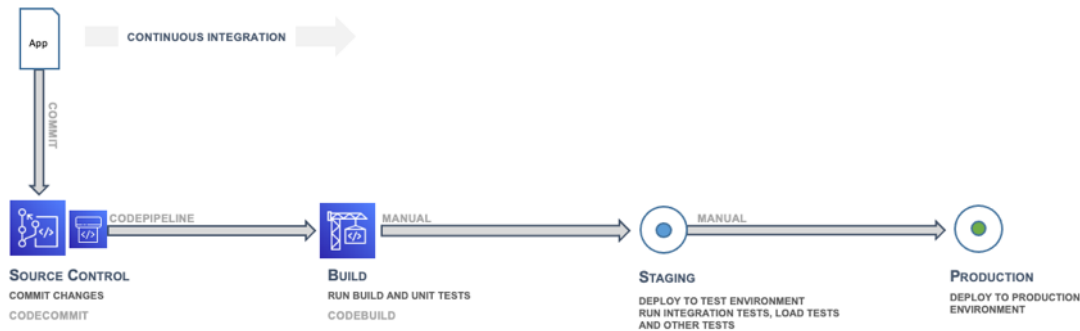 App
CONTINUOUS INTEGRATION
COMMIT
CODEPIPELINE
MANUAL
MANUAL
SOURCE CONTROL
COMMIT CHANGES
CODECOMMIT
BUILD
RUN BUILD AND UNIT TESTS
CODEBUILD
STAGING
DEPLOY TO TEST ENVIRONMENT
RUN INTEGRATION TESTS, LOAD TESTS
AND OTHER TESTS
PRODUCTION
DEPLOY TO PRODUCTION
ENVIRONMENT